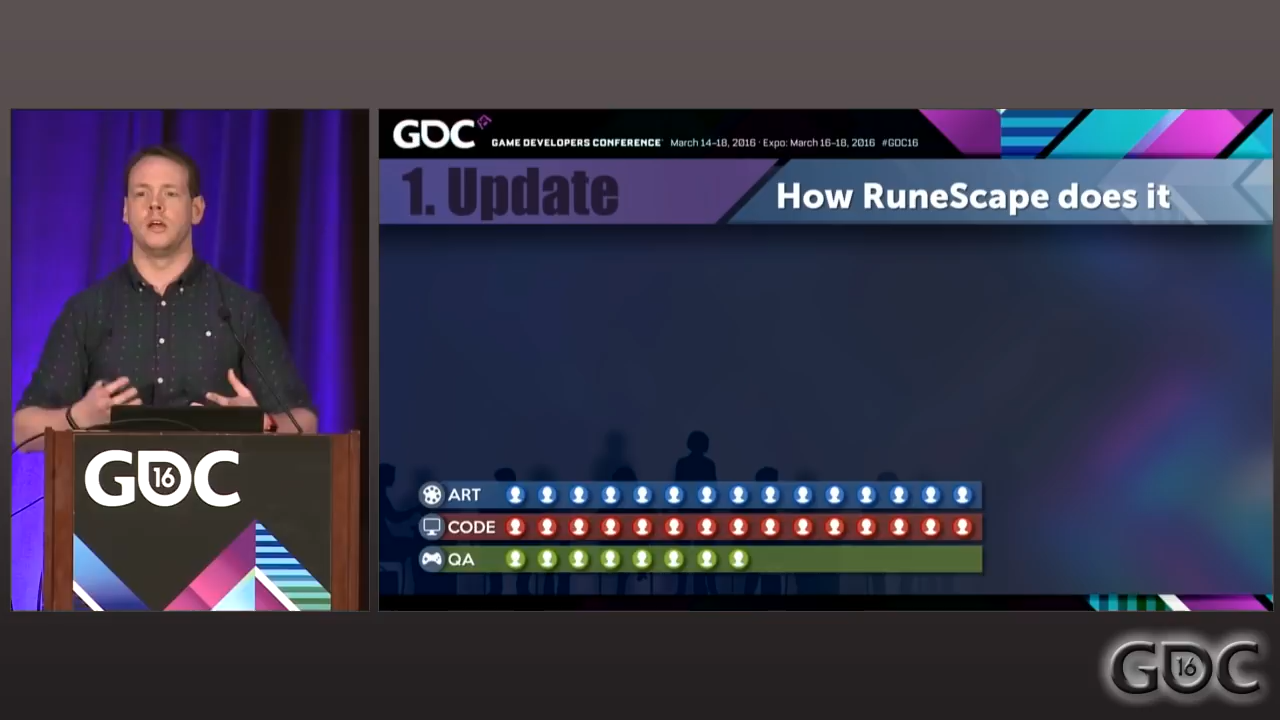 GDC
GAME DEVELOPERS CONFERENCE March 14-18, 2016 · Expo: March 16-18, 2016 #GDC16
1. Update
How RuneScape does it
ART
CODE
QA
GDC
16
GDC
16